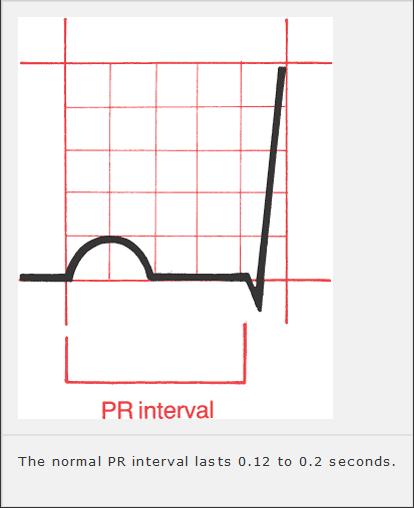 PR interval
The normal PR interval lasts 0.12 to 0.2 seconds.